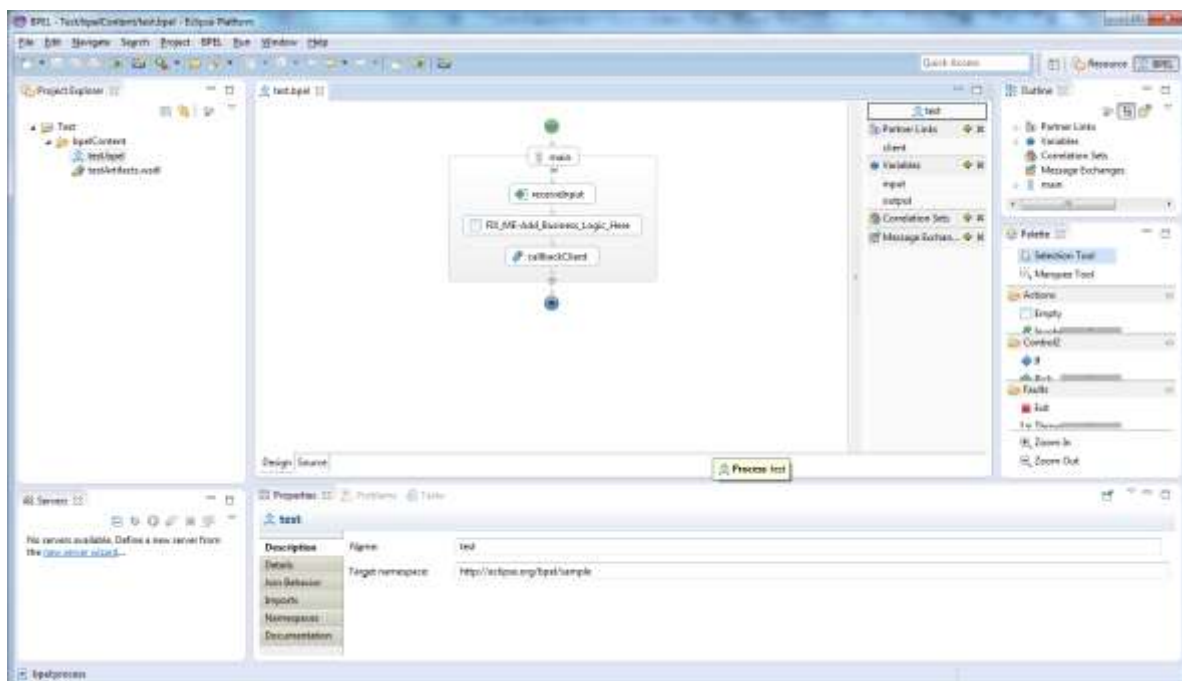 BPEL - Test/bpelContent/test.bpel - Eclipse Platform
File Edit Navigate Search Project BPEL Run Window Help
Quick Access
Resource
BPEL
Project Explorer
Test
bpelContent
test.bpel
testArtifacts.wsdl
test.bpel
main
receiveInput
FIX_ME-Add_Business_Logic_Here
callbackClient
Design Source
Process test
test
Partner Links
client
Variables
input
output
Correlation Sets
Message Exchan...
Outline
Partner Links
Variables
Correlation Sets
Message Exchanges
main
Palette
Selection Tool
Marquee Tool
Actions
Empty
Control2
If
Faults
Exit
Zoom In
Zoom Out
Servers
No servers available. Define a new server from
the new server wizard...
Properties Problems Tasks
test
Description
Details
Join Behavior
Imports
Namespaces
Documentation
Name: test
Target namespace: http://eclipse.org/bpel/sample
bpel:process